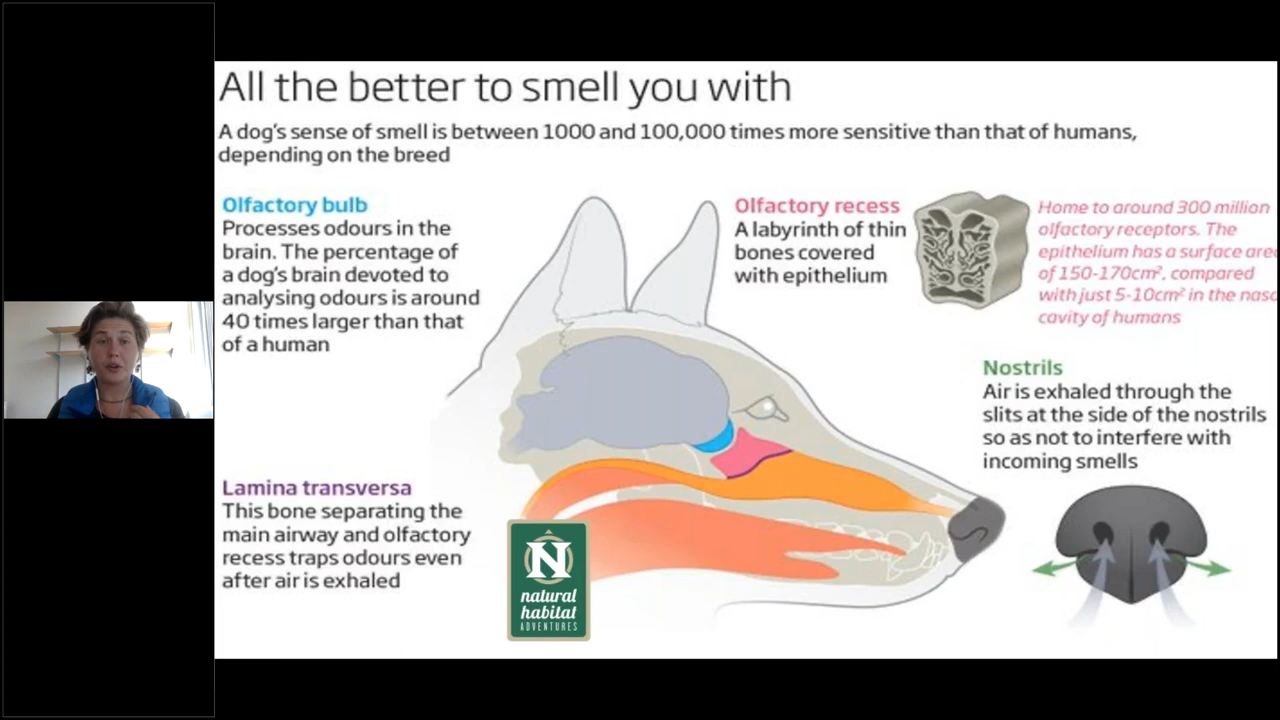 All the better to smell you with
A dog's sense of smell is between 1000 and 100,000 times more sensitive than that of humans,
depending on the breed
Olfactory bulb
Processes odours in the
brain. The percentage of
a dog's brain devoted to
analysing odours is around
40 times larger than that
of a human
Olfactory recess
A labyrinth of thin
bones covered
with epithelium
Home to around 300 million
olfactory receptors. The
epithelium has a surface are
of 150-170cm², compared
with just 5-10cm² in the nasa
cavity of humans
Nostrils
Air is exhaled through the
slits at the side of the nostrils
so as not to interfere with
incoming smells
Lamina transversa
This bone separating the
main airway and olfactory
recess traps odours even
after air is exhaled
N
natural
habitat
ADVENTURES